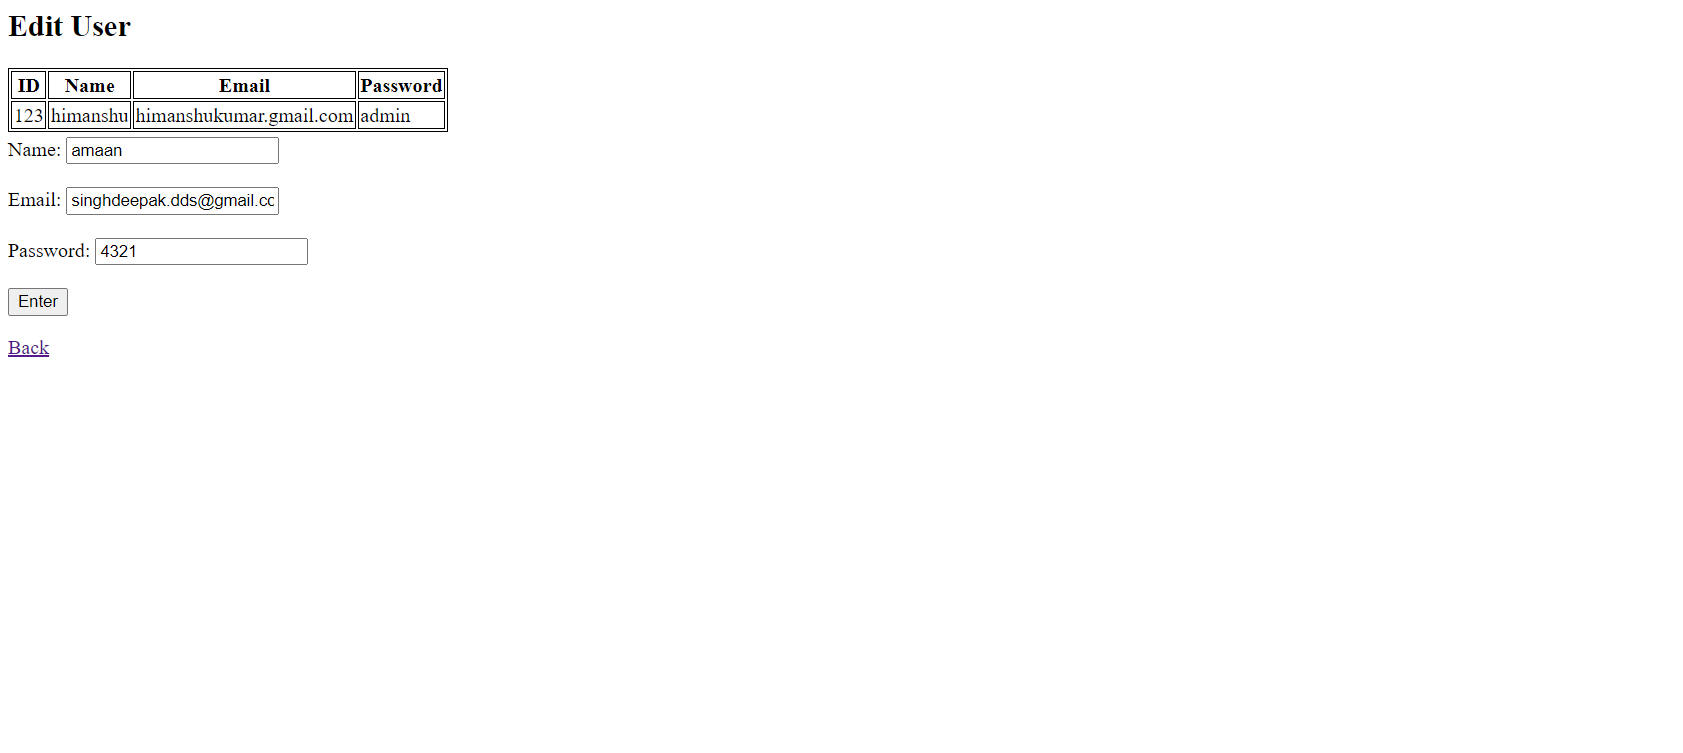 Edit User
ID Name Email Password
123 himanshu himanshukumar.gmail.com admin
Name: amaan
Email: singhdeepak.dds@gmail.co
Password: 4321
Enter
Back